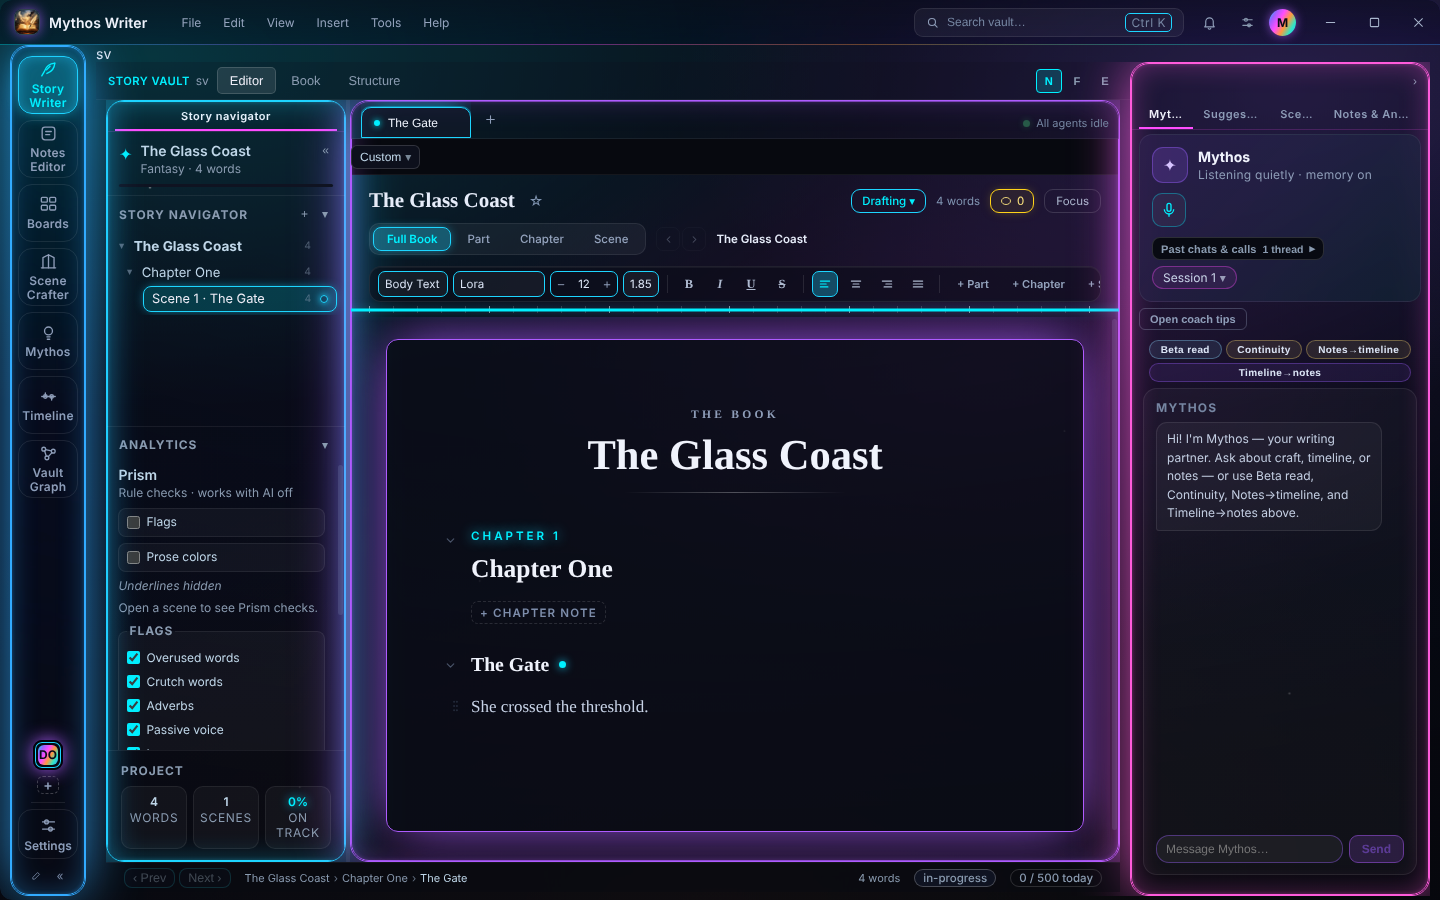 Mythos Writer
File
Edit
View
Insert
Tools
Help
Search vault…
Ctrl K
M
Story
Writer
Notes
Editor
Boards
Scene
Crafter
Mythos
Timeline
Vault
Graph
DO
+
Settings
«
sv
STORY VAULT sv
Editor
Book
Structure
N
F
E
Story navigator
The Glass Coast
«
Fantasy · 4 words
STORY NAVIGATOR
+
The Glass Coast 4
Chapter One 4
Scene 1 · The Gate 4
ANALYTICS
Prism
Rule checks · works with AI off
Flags
Prose colors
Underlines hidden
Open a scene to see Prism checks.
FLAGS
Overused words
Crutch words
Adverbs
Passive voice
PROJECT
4
WORDS
1
SCENES
0%
ON
TRACK
The Gate
+
All agents idle
Custom ▾
The Glass Coast ☆
Drafting ▾
4 words
0
Focus
Full Book
Part
Chapter
Scene
‹
›
The Glass Coast
Body Text
Lora
− 12 +
1.85
B
I
U
S
+ Part
+ Chapter
THE BOOK
The Glass Coast
CHAPTER 1
Chapter One
+ CHAPTER NOTE
The Gate
She crossed the threshold.
‹ Prev
Next ›
The Glass Coast › Chapter One › The Gate
4 words
in-progress
0 / 500 today
›
Myt…
Sugges…
Sce…
Notes & An…
Mythos
Listening quietly · memory on
Past chats & calls 1 thread ▸
Session 1 ▾
Open coach tips
Beta read
Continuity
Notes→timeline
Timeline→notes
MYTHOS
Hi! I'm Mythos — your writing
partner. Ask about craft, timeline, or
notes — or use Beta read,
Continuity, Notes→timeline, and
Timeline→notes above.
Message Mythos…
Send